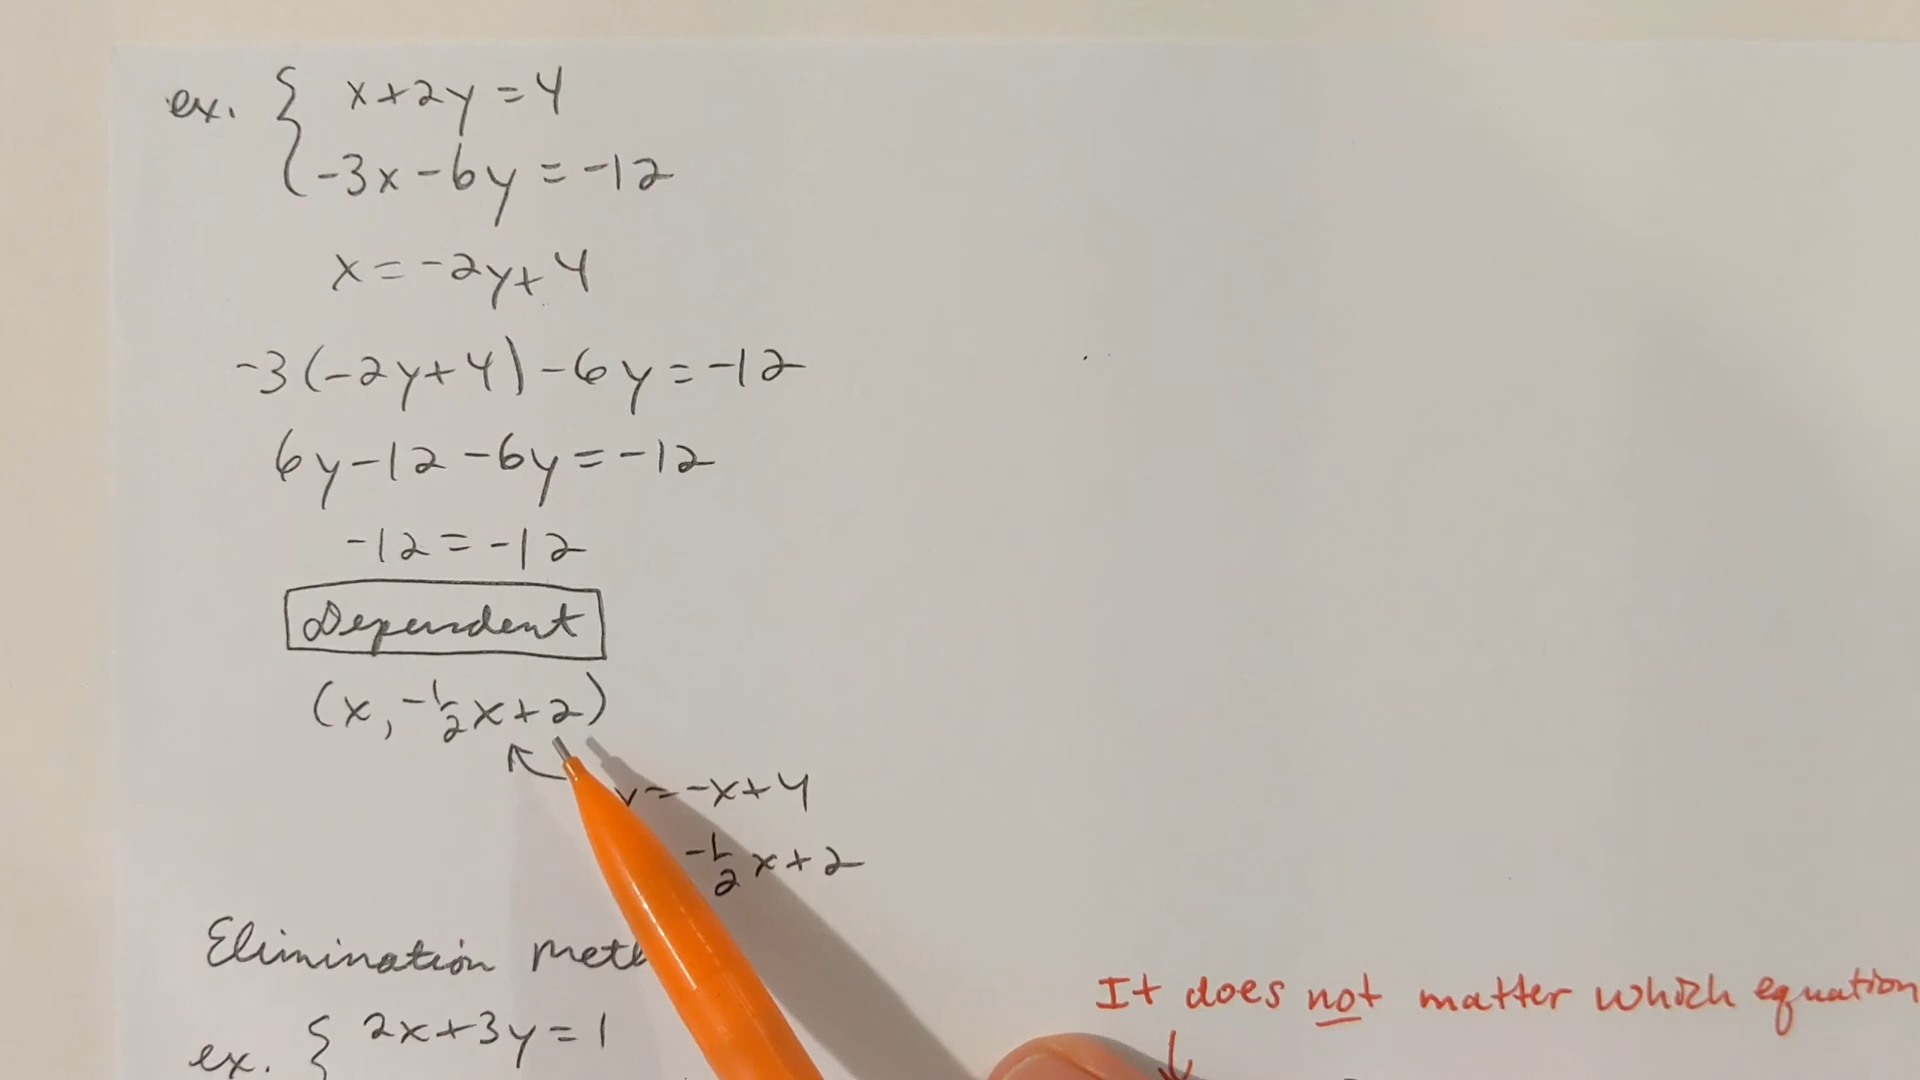 ex. { x+2y=4
-3x-6y=-12
x=-2y+4
-3(-2y+4)-6y=-12
6y-12-6y=-12
-12=-12
Dependent
(x, -1/2x+2)
y=-x+4
-1/2x+2
Elimination
ex. { 2x+3y=1
It does not matter which equation